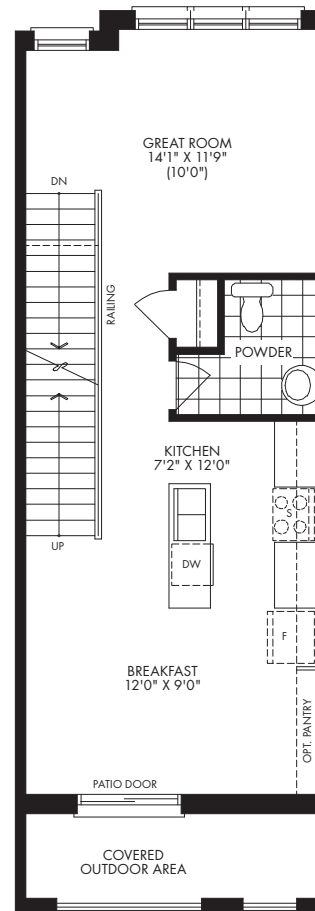 GREAT ROOM
14'1" X 11'9"
(10'0")
DN
RAILING
POWDER
KITCHEN
7'2" X 12'0"
S
DW
UP
F
BREAKFAST
12'0" X 9'0"
OPT. PANTRY
PATIO DOOR
COVERED
OUTDOOR AREA